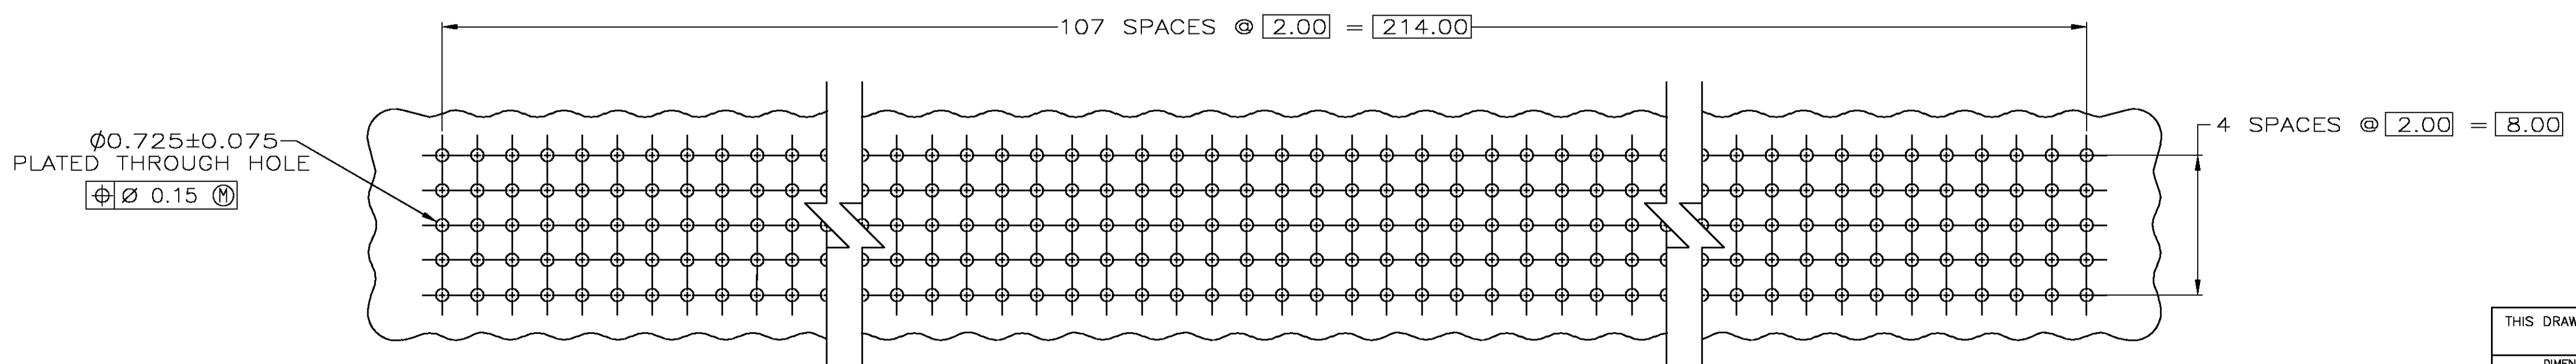 107 SPACES @ 2.00 = 214.00
Ø0.725±0.075
PLATED THROUGH HOLE
⌖ Ø 0.15 Ⓜ
4 SPACES @ 2.00 = 8.00
THIS DRAW
DIMEN